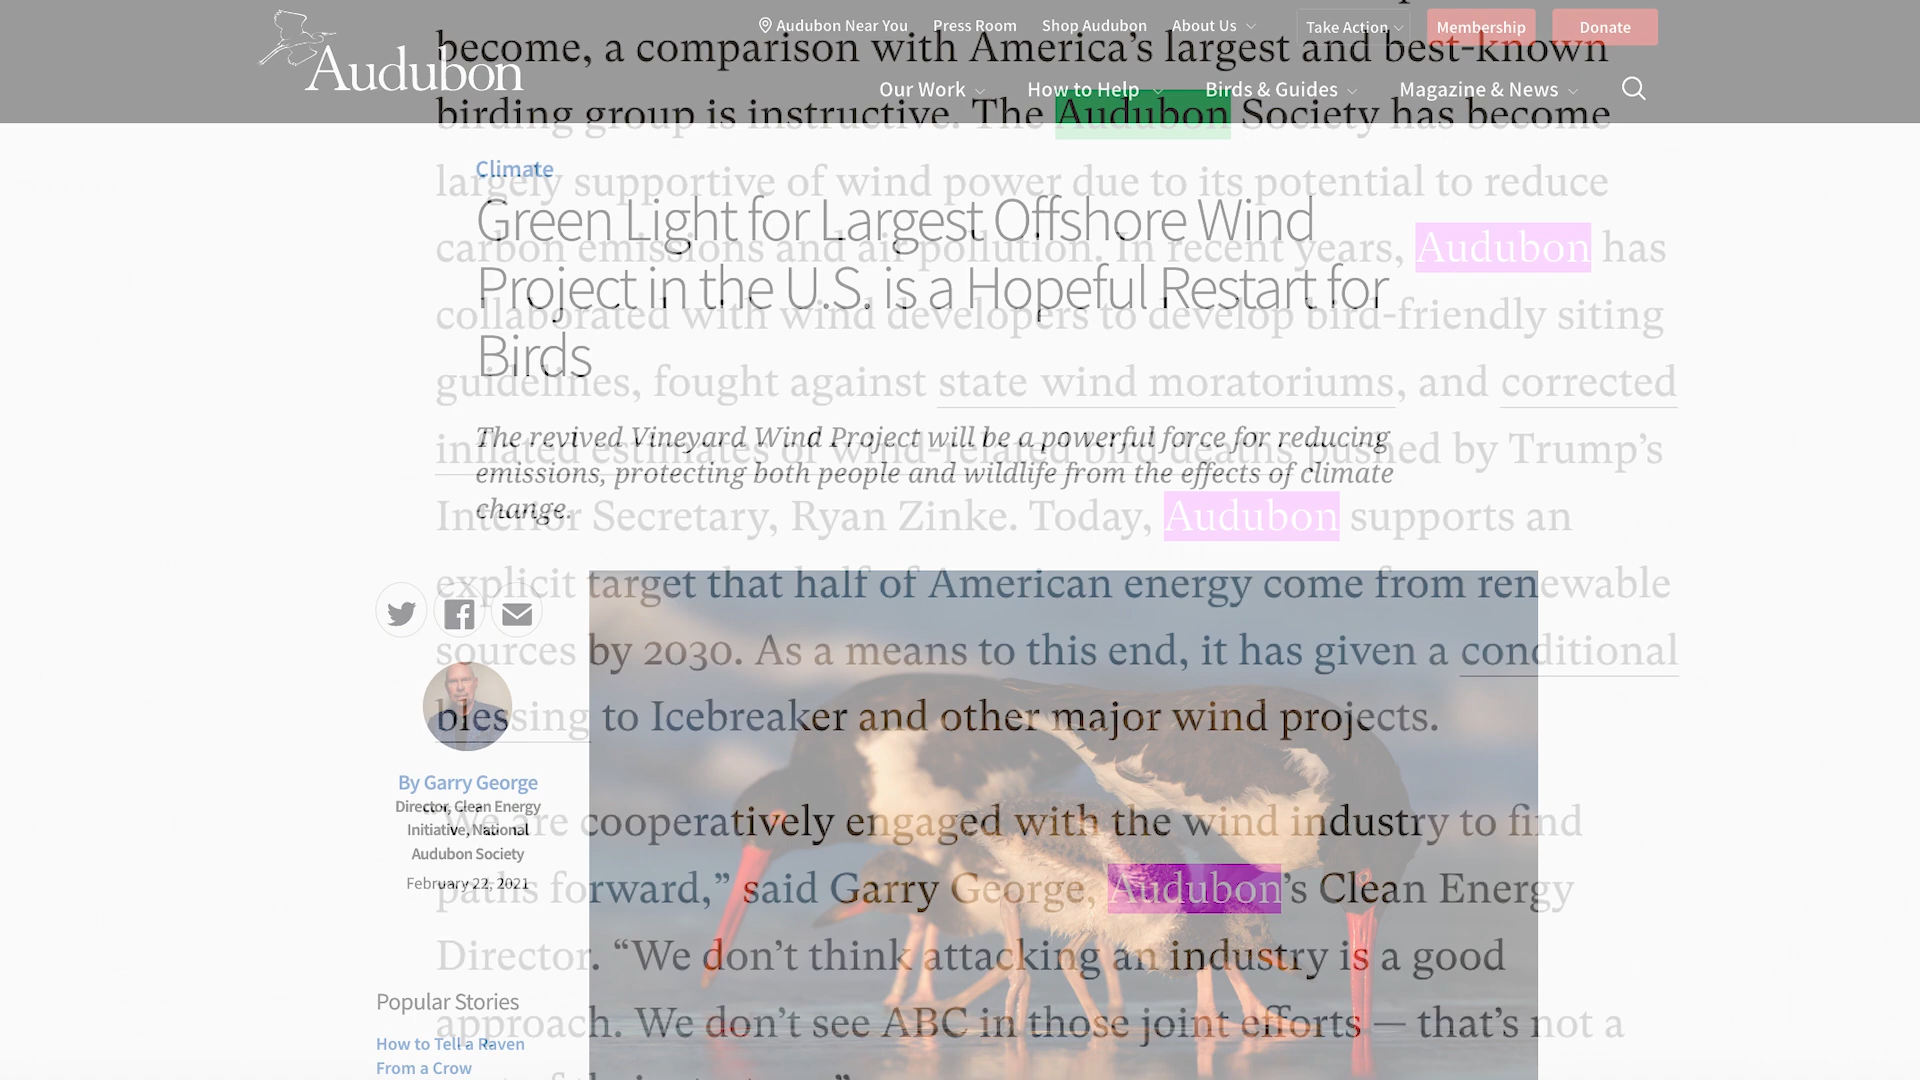 Audubon Near You
Press Room
Shop Audubon
About Us
Take Action
Membership
Donate
Audubon
Our Work
How to Help
Birds & Guides
Magazine & News
Climate
Green Light for Largest Offshore Wind
Project in the U.S. is a Hopeful Restart for
Birds
The revived Vineyard Wind Project will be a powerful force for reducing
emissions, protecting both people and wildlife from the effects of climate
change.
By Garry George
Director, Clean Energy
Initiative, National
Audubon Society
February 22, 2021
Popular Stories
How to Tell a Raven
From a Crow
become, a comparison with America’s largest and best-known
birding group is instructive. The Audubon Society has become
largely supportive of wind power due to its potential to reduce
carbon emissions and air pollution. In recent years, Audubon has
collaborated with wind developers to develop bird-friendly siting
guidelines, fought against state wind moratoriums, and corrected
inflated estimates of wind-related bird deaths pushed by Trump’s
Interior Secretary, Ryan Zinke. Today, Audubon supports an
explicit target that half of American energy come from renewable
sources by 2030. As a means to this end, it has given a conditional
blessing to Icebreaker and other major wind projects.
“We are cooperatively engaged with the wind industry to find
paths forward,” said Garry George, Audubon’s Clean Energy
Director. “We don’t think attacking an industry is a good
approach. We don’t see ABC in those joint efforts — that’s not a